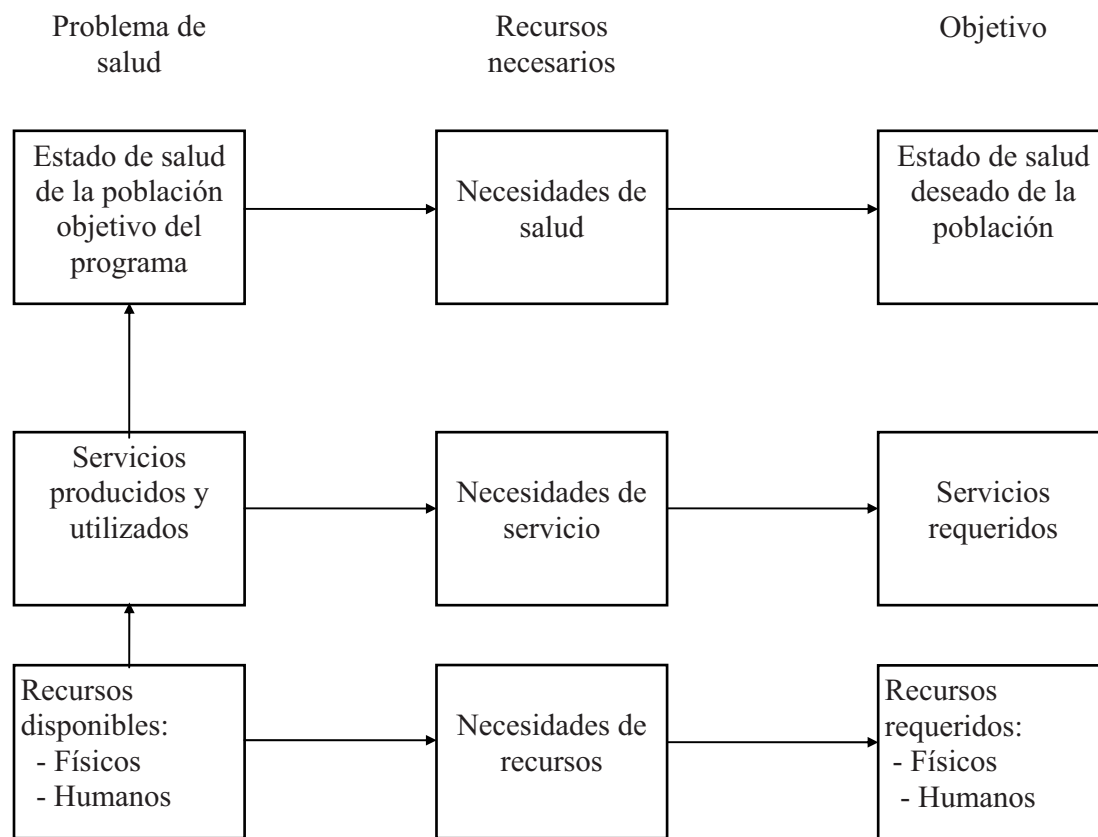 Problema de
salud
Recursos
necesarios
Objetivo
Estado de salud
de la población
objetivo del
programa
Necesidades de
salud
Estado de salud
deseado de la
población
Servicios
producidos y
utilizados
Necesidades de
servicio
Servicios
requeridos
Recursos
disponibles:
- Físicos
- Humanos
Necesidades de
recursos
Recursos
requeridos:
- Físicos
- Humanos